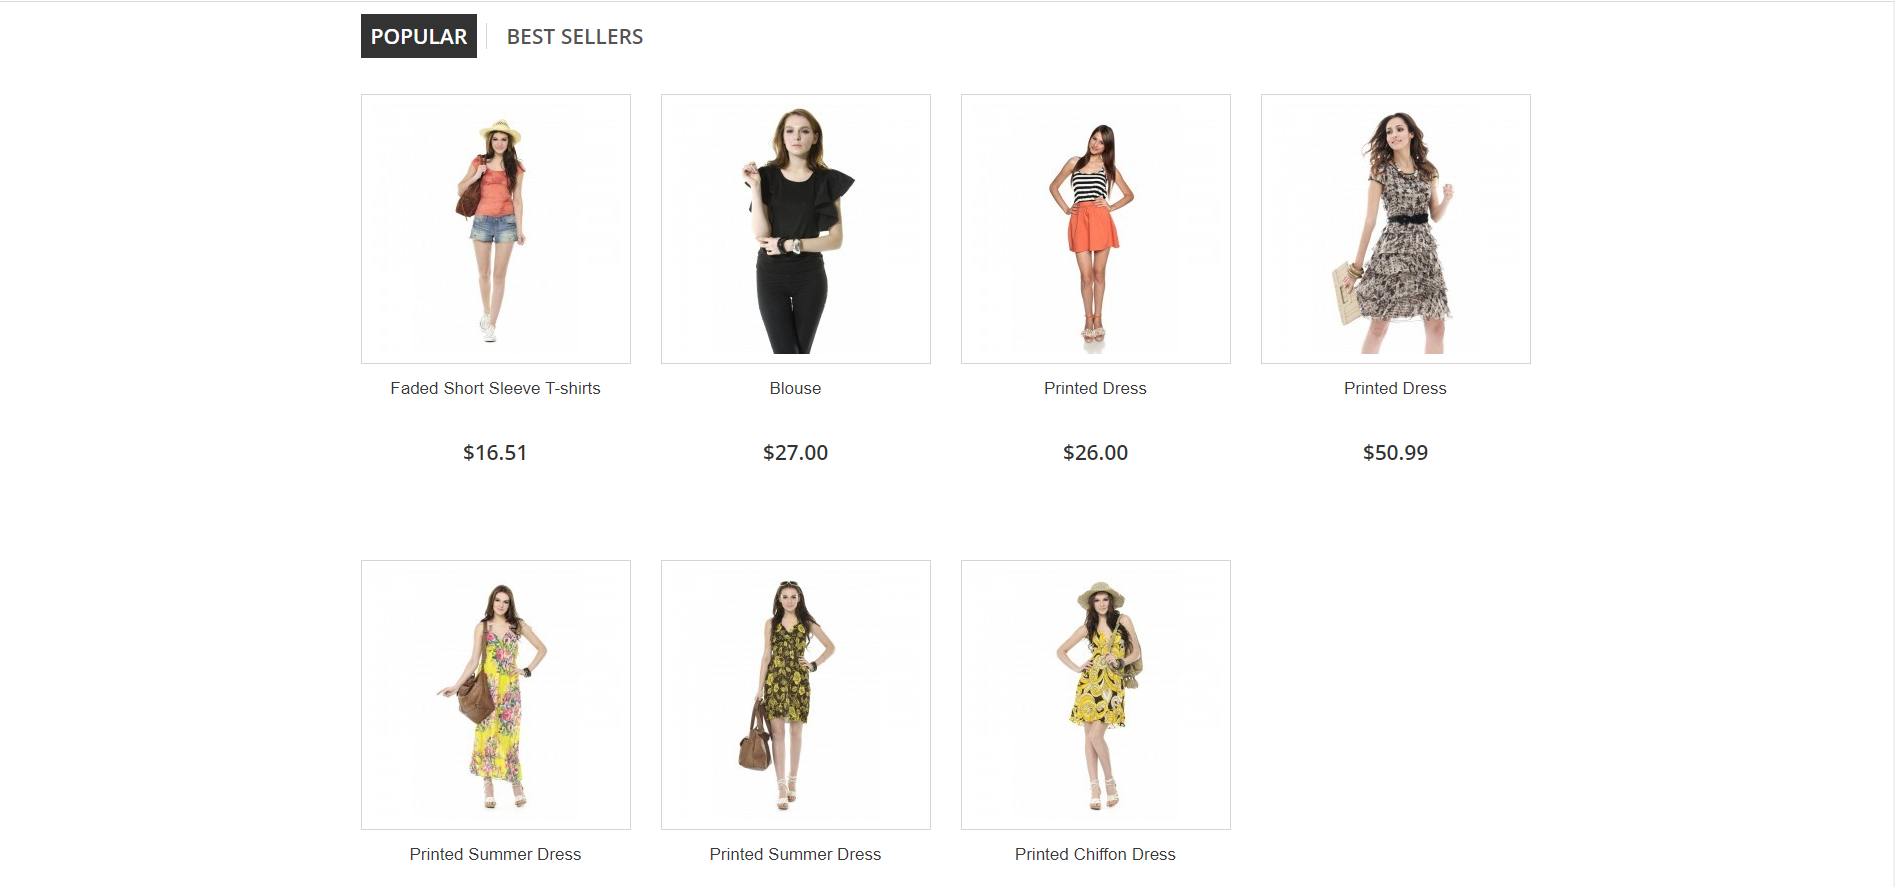 POPULAR
BEST SELLERS
Faded Short Sleeve T-shirts
Blouse
Printed Dress
Printed Dress
$16.51
$27.00
$26.00
$50.99
Printed Summer Dress
Printed Summer Dress
Printed Chiffon Dress